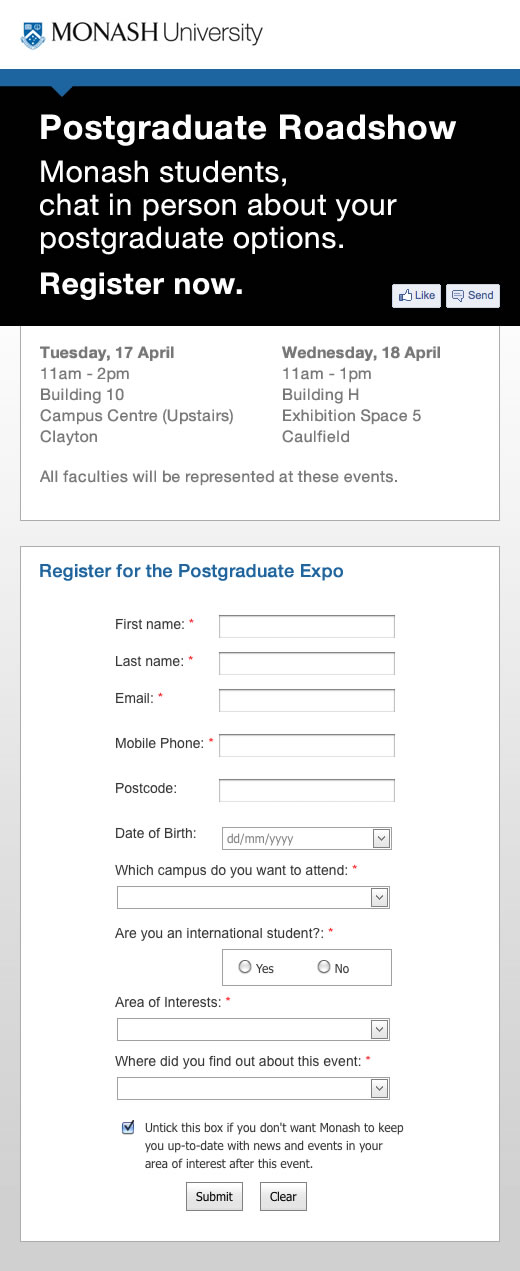 MONASH University
Postgraduate Roadshow
Monash students,
chat in person about your
postgraduate options.
Register now.
Like
Send
Tuesday, 17 April
11am - 2pm
Building 10
Campus Centre (Upstairs)
Clayton
Wednesday, 18 April
11am - 1pm
Building H
Exhibition Space 5
Caulfield
All faculties will be represented at these events.
Register for the Postgraduate Expo
First name: *
Last name: *
Email: *
Mobile Phone: *
Postcode:
Date of Birth:
dd/mm/yyyy
Which campus do you want to attend: *
Are you an international student?: *
Yes
No
Area of Interests: *
Where did you find out about this event: *
Untick this box if you don't want Monash to keep
you up-to-date with news and events in your
area of interest after this event.
Submit
Clear